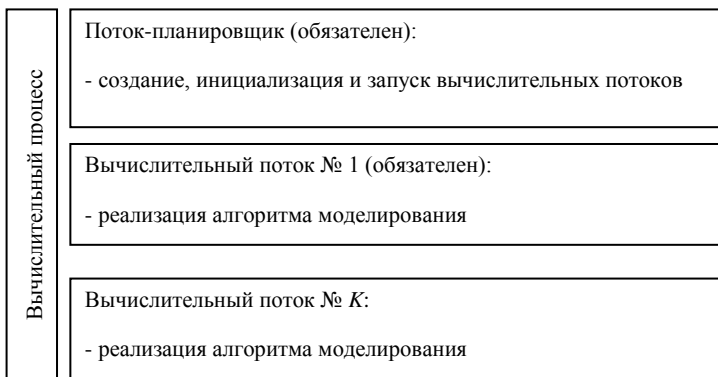 Вычислительный процесс
Поток-планировщик (обязателен):
- создание, инициализация и запуск вычислительных потоков
Вычислительный поток № 1 (обязателен):
- реализация алгоритма моделирования
Вычислительный поток № K:
- реализация алгоритма моделирования